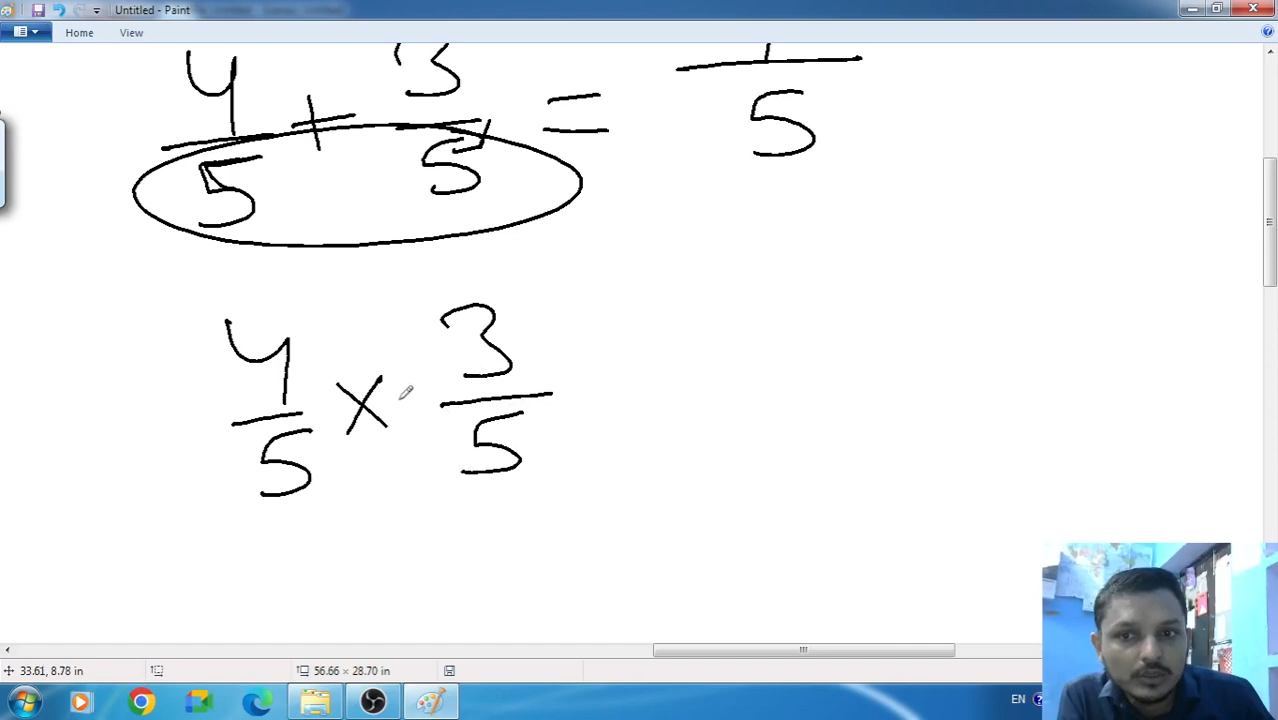 Untitled - Paint
Home View
4/5 + 3/5 = /5
4/5 × 3/5
33.61, 8.78 in 56.66 × 28.70 in
EN